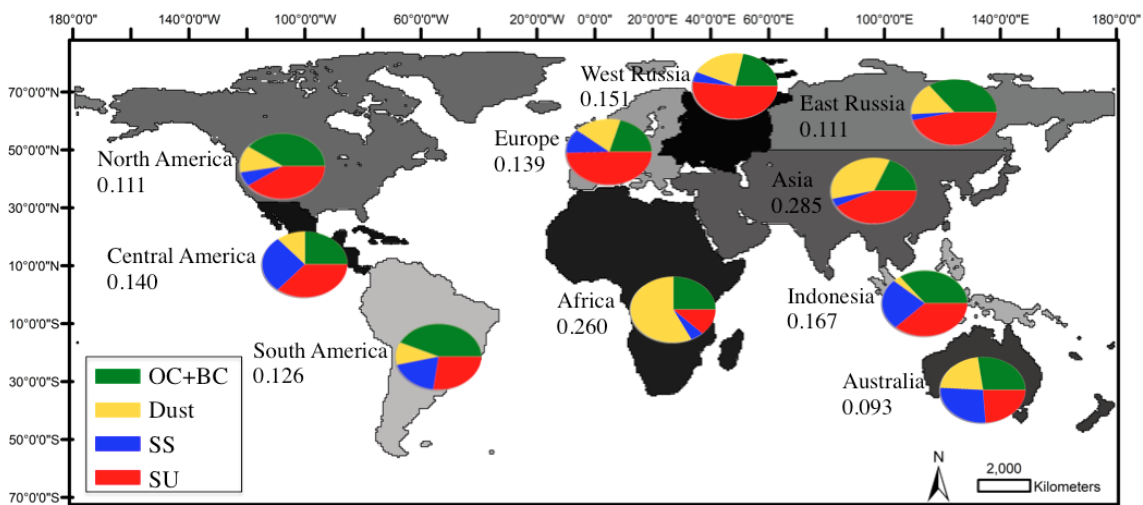 180°0'0" 100°0'0"W 60°0'0"W 20°0'0"W 0°0'0" 20°0'0"E 40°0'0"E 60°0'0"E 100°0'0"E 140°0'0"E 180°0'0"
70°0'0"N
50°0'0"N
30°0'0"N
10°0'0"N
10°0'0"S
30°0'0"S
50°0'0"S
70°0'0"S
West Russia
0.151
East Russia
0.111
Europe
0.139
North America
0.111
Asia
0.285
Central America
0.140
Africa
0.260
Indonesia
0.167
South America
0.126
Australia
0.093
OC+BC
Dust
SS
SU
N
2,000
Kilometers